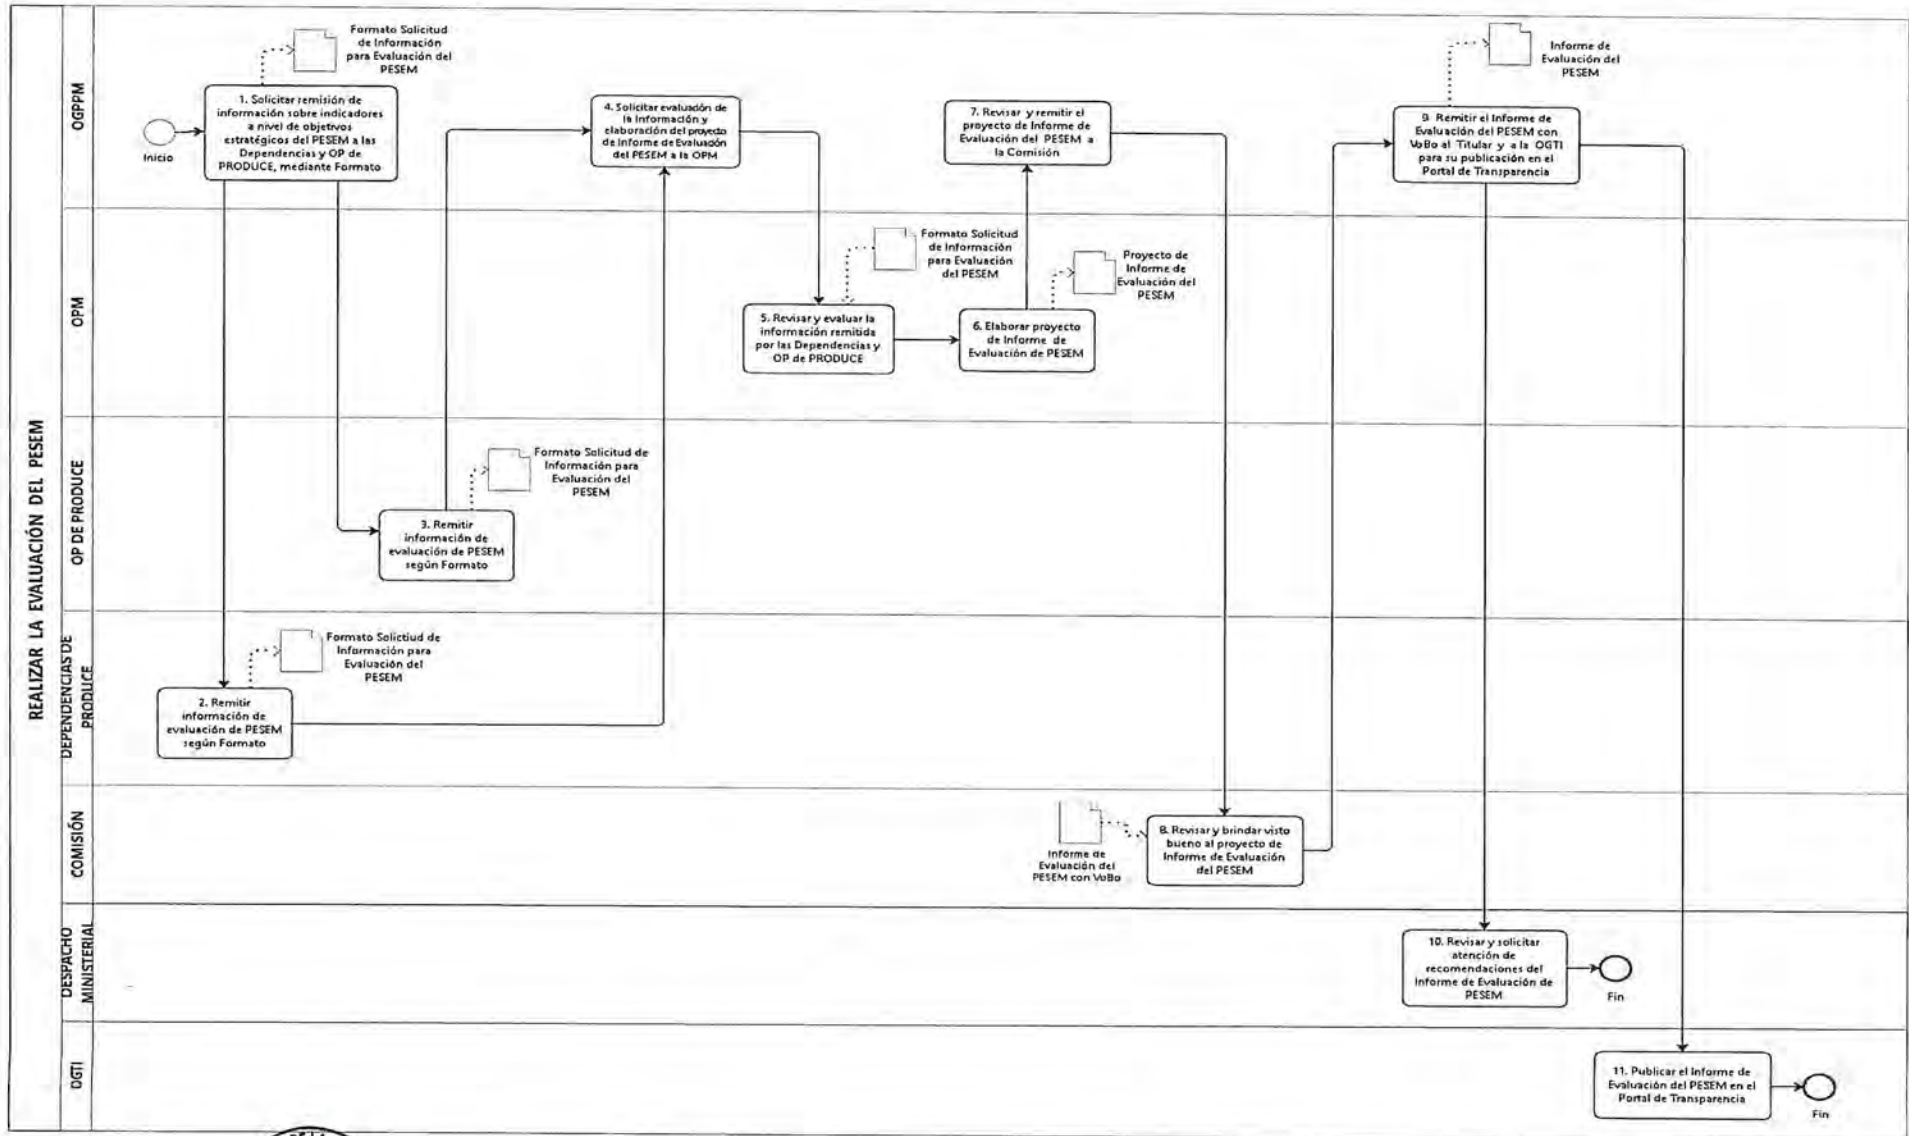 REALIZAR LA EVALUACIÓN DEL PESEM
OGPPM
Inicio
1. Solicitar remisión de
información sobre indicadores
a nivel de objetivos
estratégicos del PESEM a las
Dependencias y OP de
PRODUCE, mediante Formato
Formato Solicitud
de Información
para Evaluación del
PESEM
4. Solicitar evaluación de
la Información y
elaboración del proyecto
de Informe de Evaluación
del PESEM a la OPM
7. Revisar y remitir el
proyecto de Informe de
Evaluación del PESEM a
la Comisión
9. Remitir el Informe de
Evaluación del PESEM con
VoBo al Titular y a la OGTI
para su publicación en el
Portal de Transparencia
Informe de
Evaluación del
PESEM
OPM
5. Revisar y evaluar la
información remitida
por las Dependencias y
OP de PRODUCE
Formato Solicitud
de Información
para Evaluación
del PESEM
6. Elaborar proyecto
de Informe de
Evaluación de PESEM
Proyecto de
Informe de
Evaluación del
PESEM
OP DE PRODUCE
3. Remitir
información de
evaluación de PESEM
según Formato
Formato Solicitud de
Información para
Evaluación del
PESEM
DEPENDENCIAS DE
PRODUCE
2. Remitir
información de
evaluación de PESEM
según Formato
Formato Solictiud de
Información para
Evaluación del
PESEM
COMISIÓN
Informe de
Evaluación del
PESEM con VoBo
8. Revisar y brindar visto
bueno al proyecto de
Informe de Evaluación
del PESEM
DESPACHO
MINISTERIAL
10. Revisar y solicitar
atención de
recomendaciones del
Informe de Evaluación de
PESEM
Fin
OGTI
11. Publicar el Informe de
Evaluación del PESEM en el
Portal de Transparencia
Fin